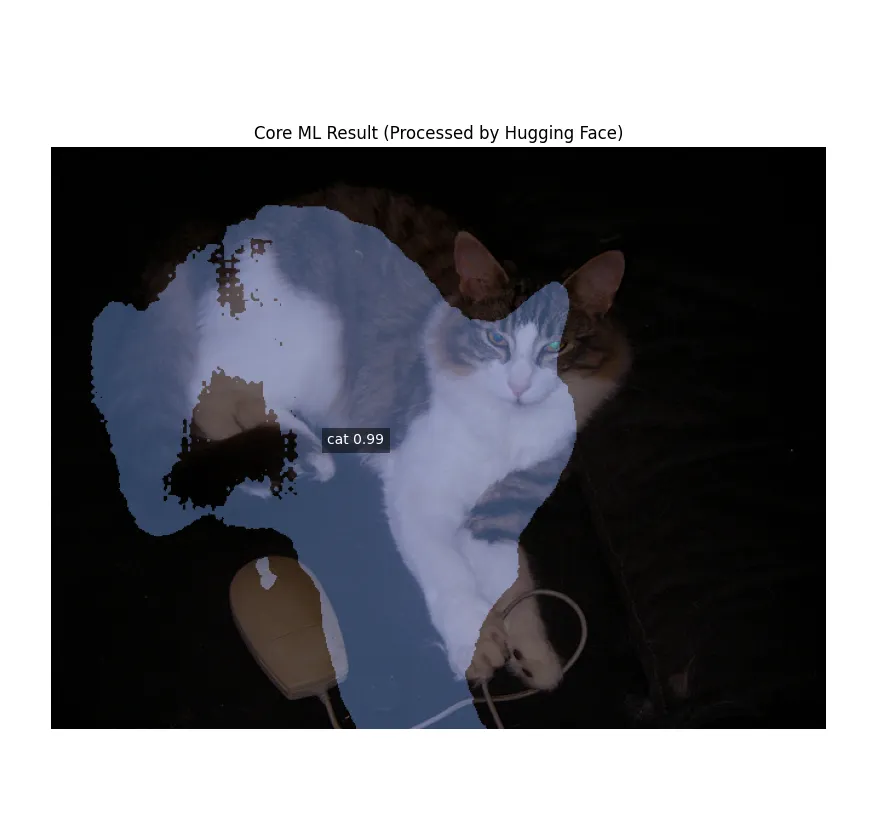 Core ML Result (Processed by Hugging Face)
cat 0.99